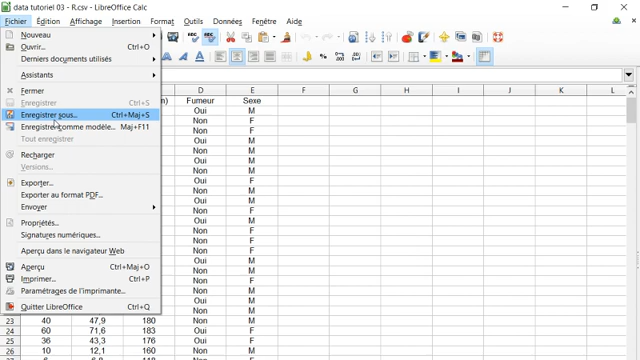 data tutoriel 03 - R.csv - LibreOffice Calc
Fichier Édition Affichage Insertion Format Styles Feuille Données Outils Fenêtre Aide
Nouveau
Ouvrir... Ctrl+O
Derniers documents utilisés
Assistants
Fermer
Enregistrer Ctrl+S
Enregistrer sous... Ctrl+Maj+S
Enregistrer comme modèle... Maj+F11
Tout enregistrer
Recharger
Versions...
Exporter...
Exporter au format PDF...
Envoyer
Propriétés...
Signatures numériques...
Aperçu dans le navigateur Web
Aperçu Ctrl+Maj+O
Imprimer... Ctrl+P
Paramétrages de l'imprimante...
Quitter LibreOffice Ctrl+Q
D E F G H I J K L
) Fumeur Sexe
Oui M
Non F
Non F
Oui M
Non M
Oui F
Oui F
Non M
Non F
Oui M
Non F
Non F
Non F
Non M
Oui F
Non M
Oui M
Non M
23 40 47,9 180 Non M
24 60 71,6 183 Oui F
25 36 43,3 176 Oui F
26 10 12,1 160 Non M